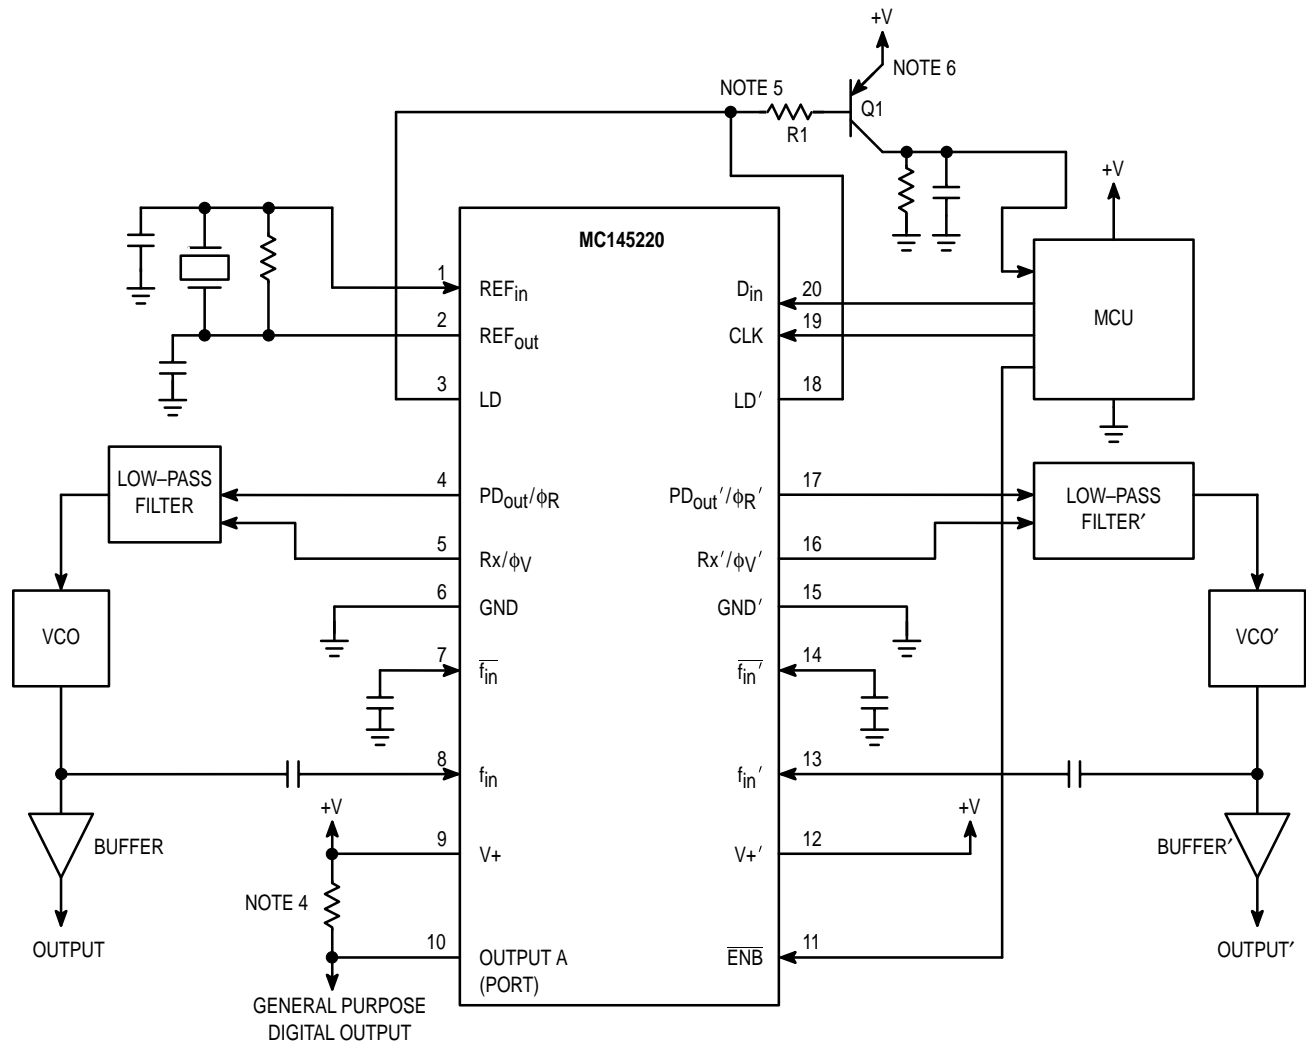 +V
NOTE 6
NOTE 5
Q1
R1
+V
MC145220
1
REFin
Din
20
MCU
2
REFout
CLK
19
3
LD
LD′
18
LOW–PASS
FILTER
4
PDout/ϕR
PDout′/ϕR′
17
LOW–PASS
FILTER′
5
Rx/ϕV
Rx′/ϕV′
16
6
GND
GND′
15
VCO
VCO′
7
f̅i̅n̅
f̅i̅n̅′̅
14
8
fin
fin′
13
+V
+V
BUFFER
9
V+
V+′
12
BUFFER′
NOTE 4
OUTPUT
10
OUTPUT A
(PORT)
E̅N̅B̅
11
OUTPUT′
GENERAL PURPOSE
DIGITAL OUTPUT